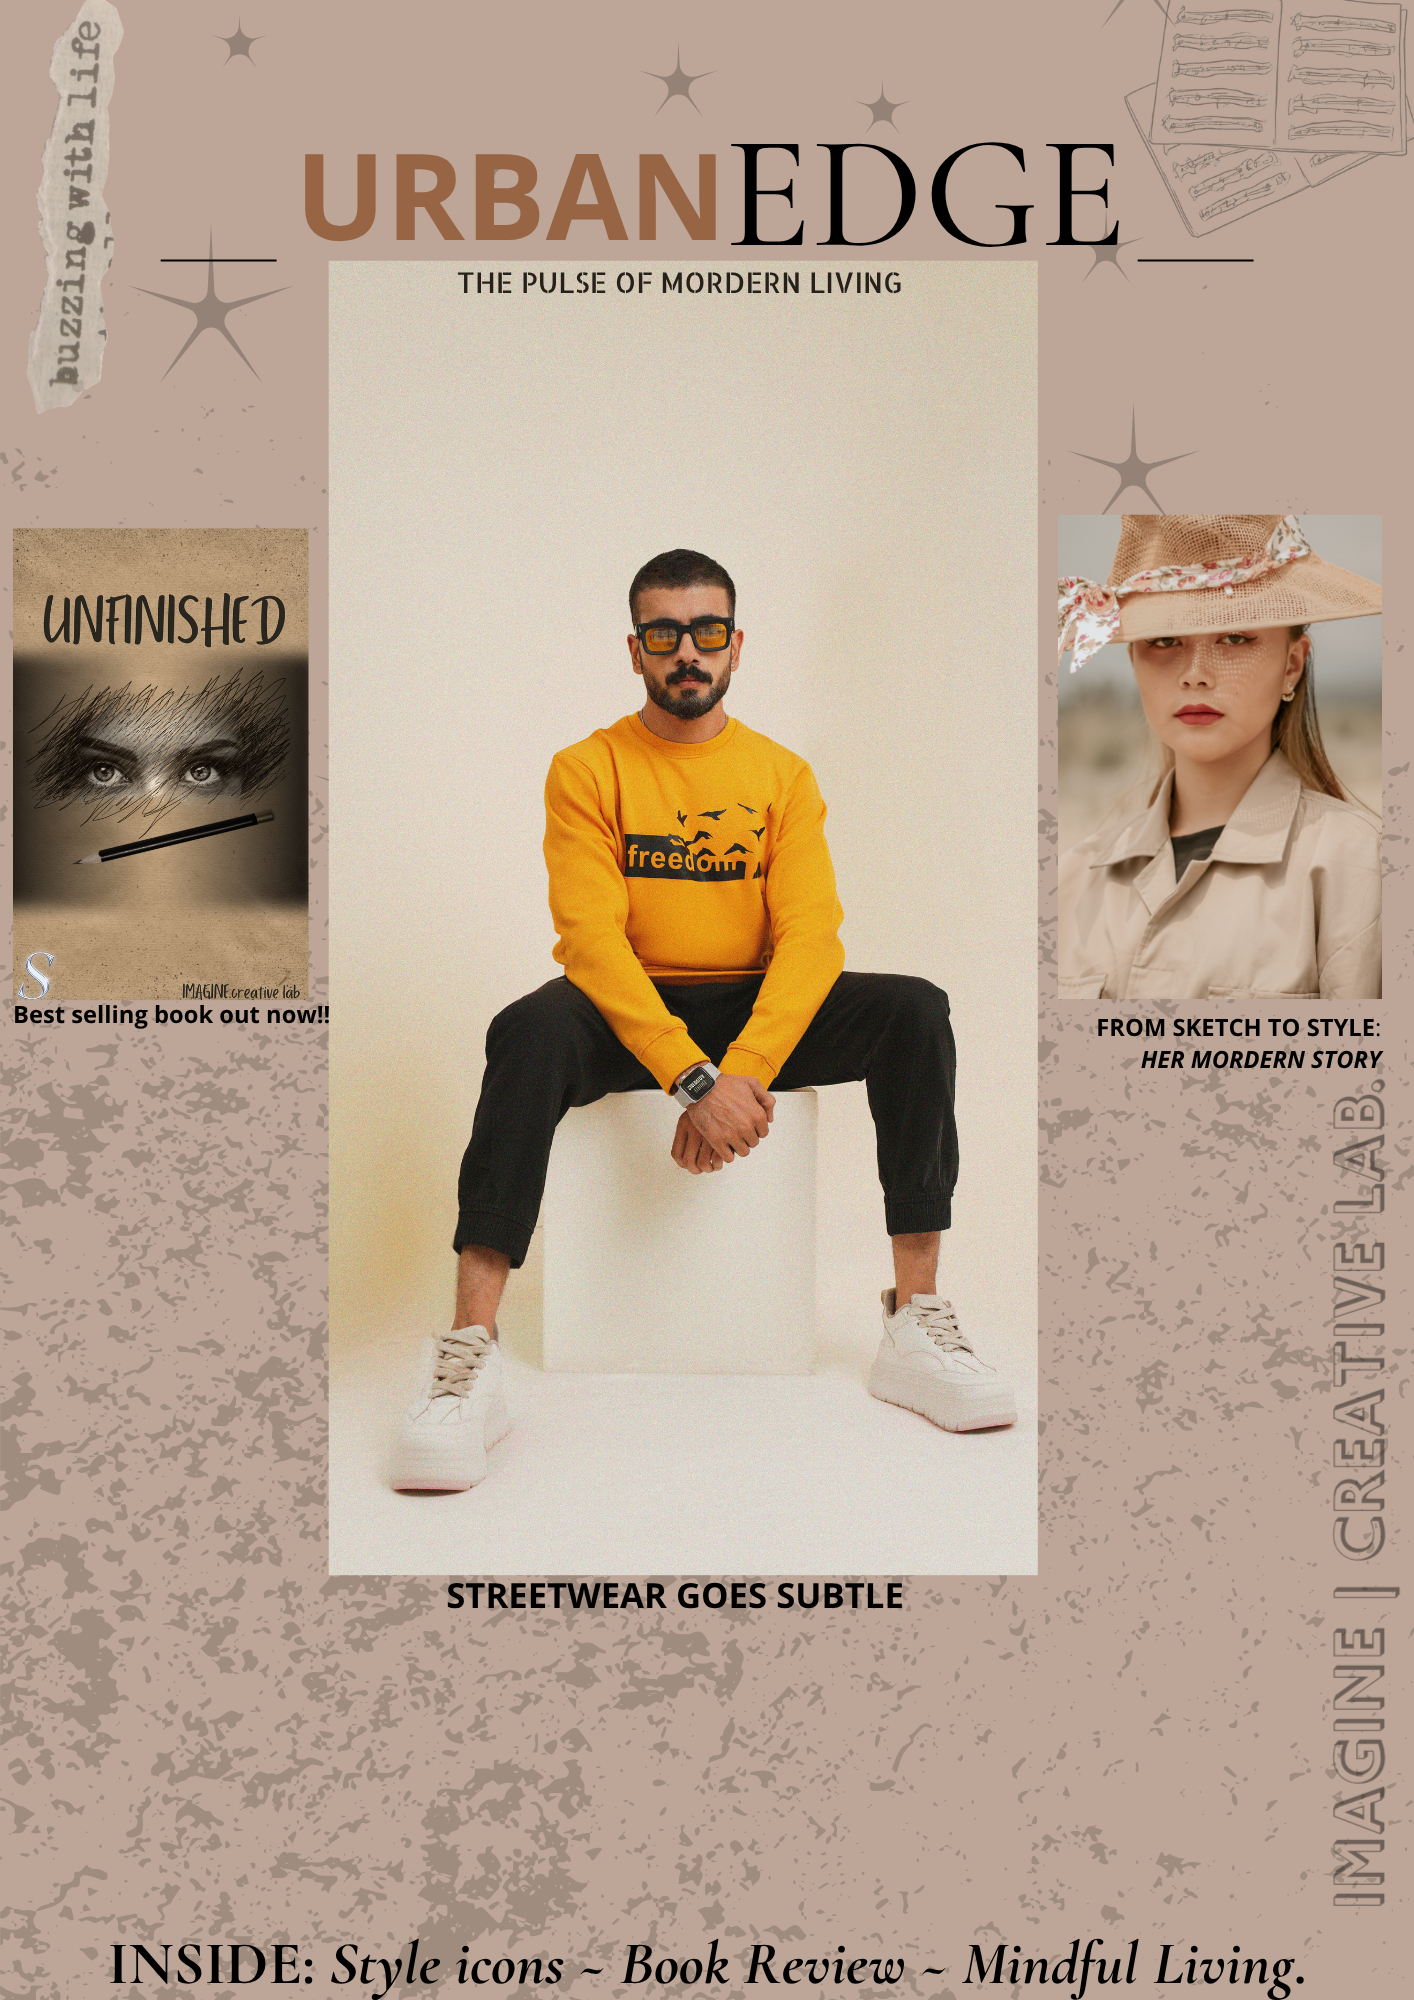 buzzing with life
URBANEDGE
THE PULSE OF MORDERN LIVING
UNFINISHED
S
IMAGINE.creative lab
Best selling book out now!!
freedom
FROM SKETCH TO STYLE:
HER MORDERN STORY
IMAGINE | CREATIVE LAB.
STREETWEAR GOES SUBTLE
INSIDE: Style icons ~ Book Review ~ Mindful Living.